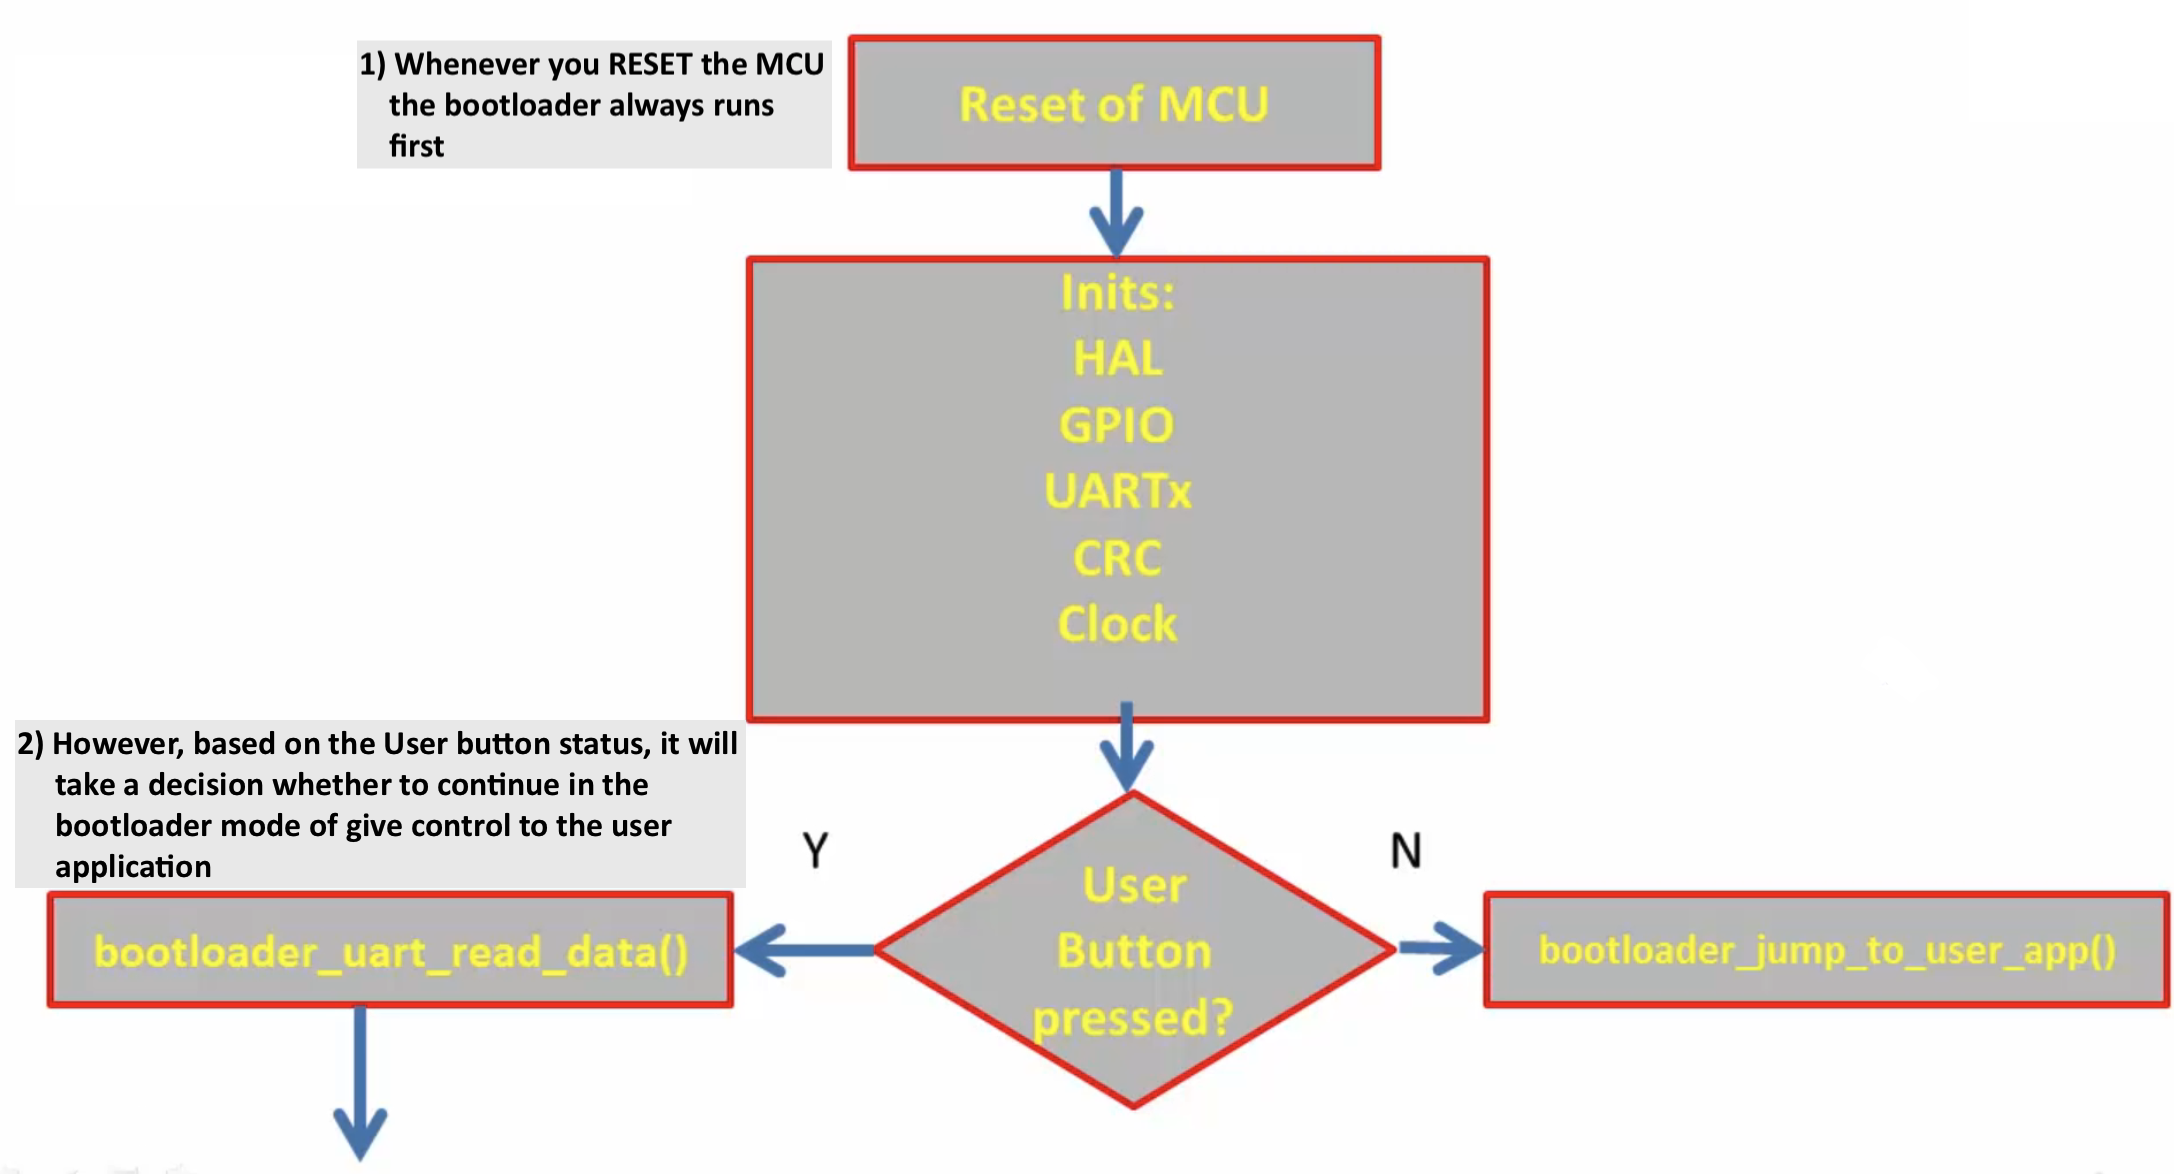 1) Whenever you RESET the MCU
the bootloader always runs
first
Reset of MCU
Inits:
HAL
GPIO
UARTx
CRC
Clock
2) However, based on the User button status, it will
take a decision whether to continue in the
bootloader mode of give control to the user
application
Y
N
User
Button
pressed?
bootloader_uart_read_data()
bootloader_jump_to_user_app()